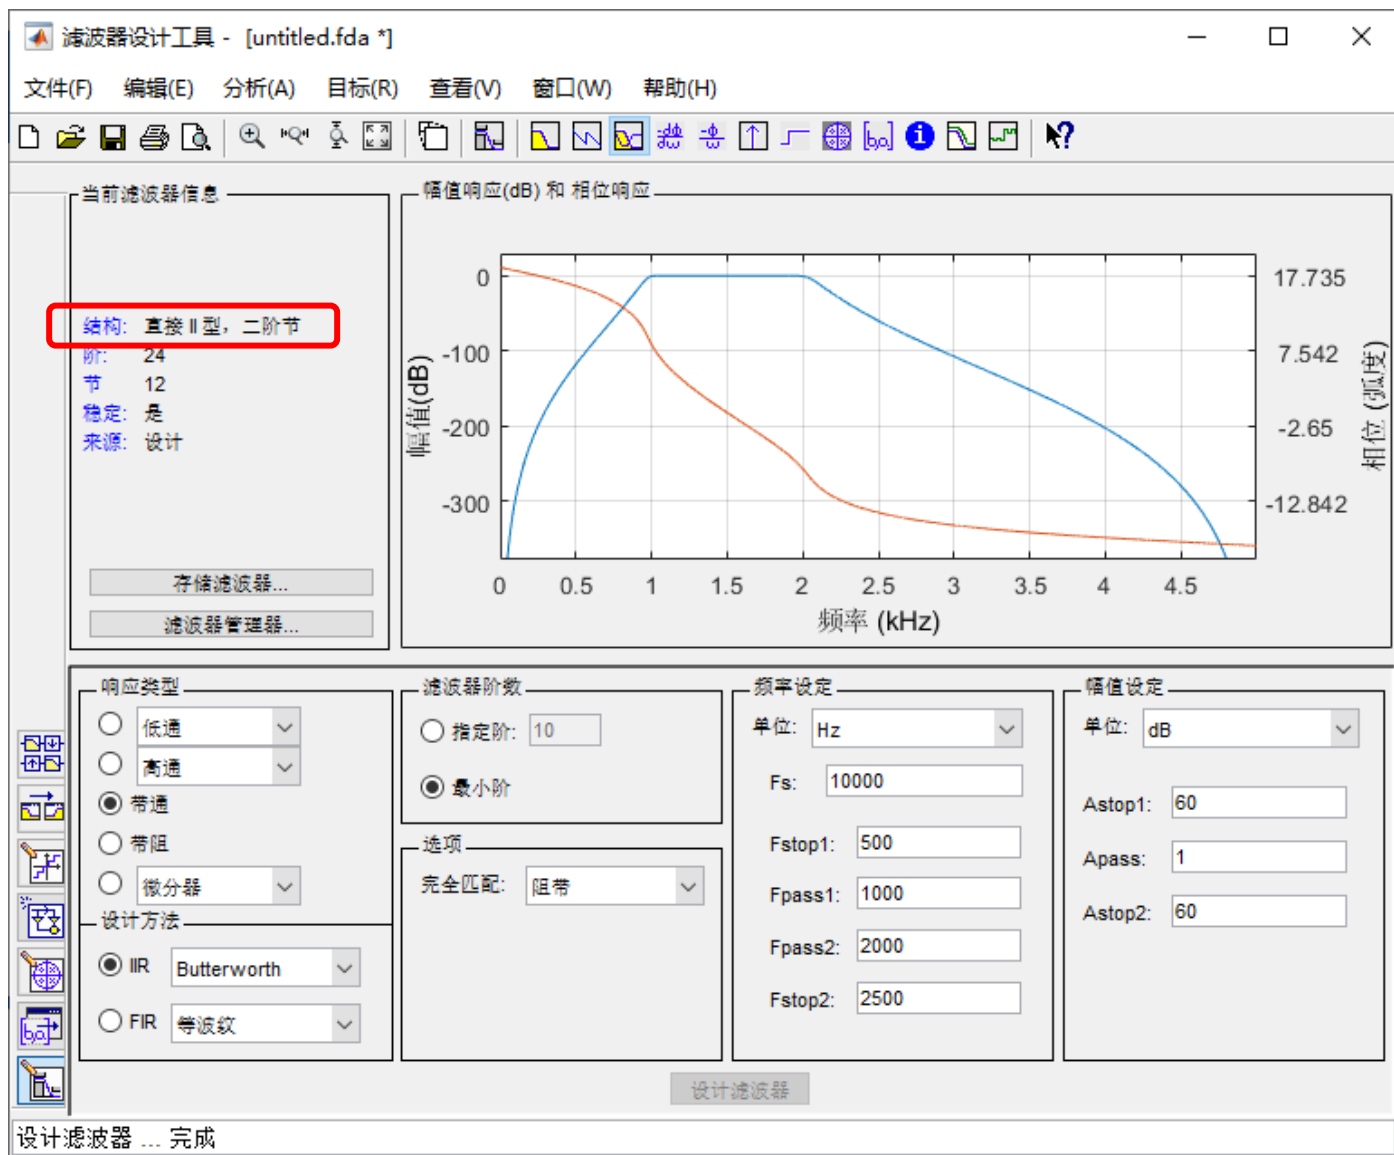 滤波器设计工具 - [untitled.fda *]
文件(F) 编辑(E) 分析(A) 目标(R) 查看(V) 窗口(W) 帮助(H)
当前滤波器信息
结构: 直接 II 型, 二阶节
阶: 24
节 12
稳定: 是
来源: 设计
存储滤波器...
滤波器管理器...
幅值响应(dB) 和 相位响应
幅值(dB)
0
-100
-200
-300
17.735
7.542
-2.65
-12.842
相位 (弧度)
0 0.5 1 1.5 2 2.5 3 3.5 4 4.5
频率 (kHz)
响应类型
低通
高通
带通
带阻
微分器
设计方法
IIR Butterworth
FIR 等波纹
滤波器阶数
指定阶: 10
最小阶
选项
完全匹配: 阻带
频率设定
单位: Hz
Fs: 10000
Fstop1: 500
Fpass1: 1000
Fpass2: 2000
Fstop2: 2500
幅值设定
单位: dB
Astop1: 60
Apass: 1
Astop2: 60
设计滤波器
设计滤波器 ... 完成